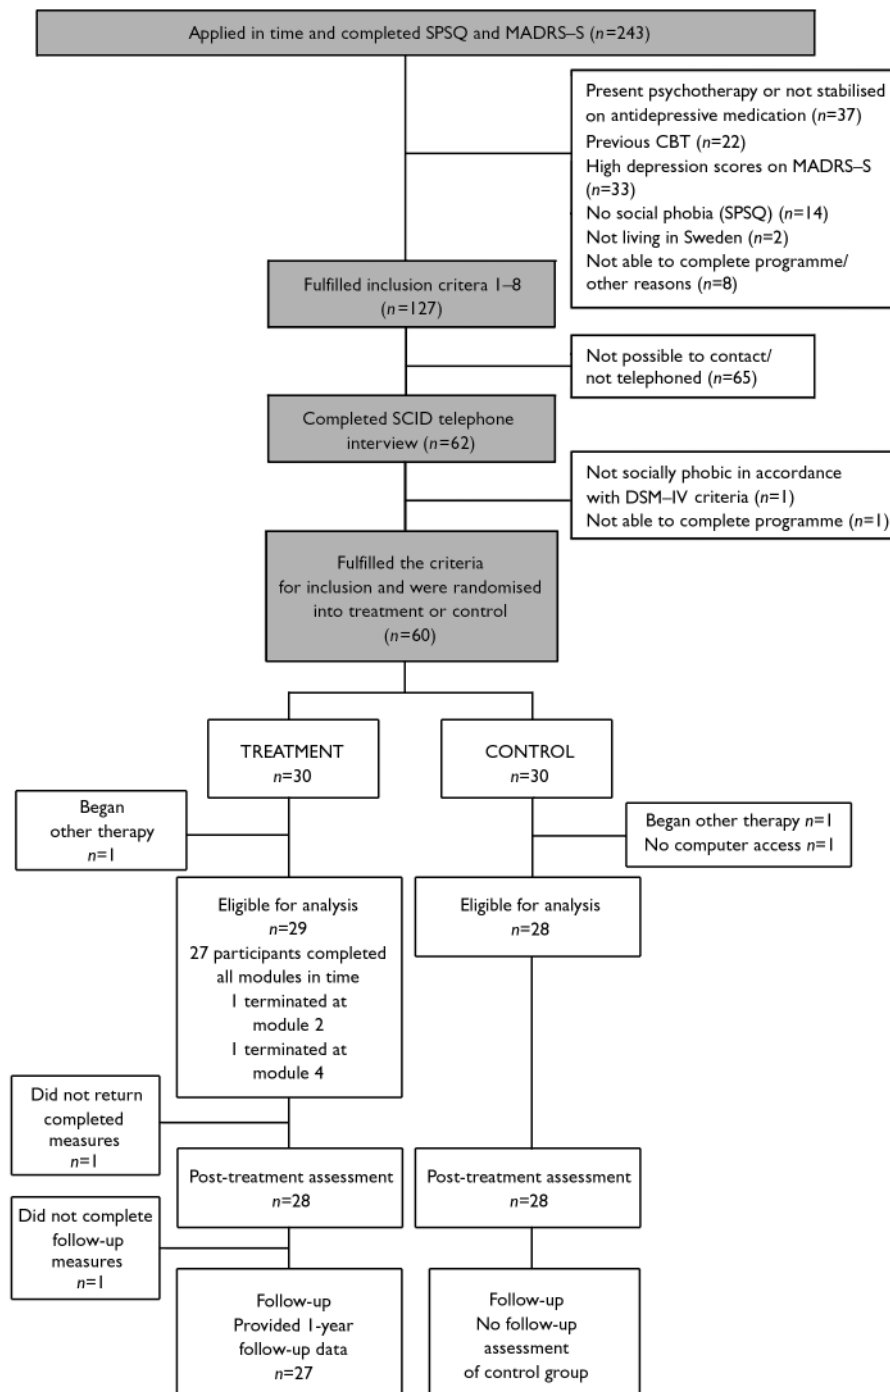 Applied in time and completed SPSQ and MADRS–S (n=243)
Present psychotherapy or not stabilised
on antidepressive medication (n=37)
Previous CBT (n=22)
High depression scores on MADRS–S
(n=33)
No social phobia (SPSQ) (n=14)
Not living in Sweden (n=2)
Not able to complete programme/
other reasons (n=8)
Fulfilled inclusion critera 1–8
(n=127)
Not possible to contact/
not telephoned (n=65)
Completed SCID telephone
interview (n=62)
Not socially phobic in accordance
with DSM–IV criteria (n=1)
Not able to complete programme (n=1)
Fulfilled the criteria
for inclusion and were randomised
into treatment or control
(n=60)
TREATMENT
n=30
CONTROL
n=30
Began
other therapy
n=1
Began other therapy n=1
No computer access n=1
Eligible for analysis
n=29
27 participants completed
all modules in time
1 terminated at
module 2
1 terminated at
module 4
Eligible for analysis
n=28
Did not return
completed
measures
n=1
Post-treatment assessment
n=28
Post-treatment assessment
n=28
Did not complete
follow-up
measures
n=1
Follow-up
Provided 1-year
follow-up data
n=27
Follow-up
No follow-up
assessment
of control group